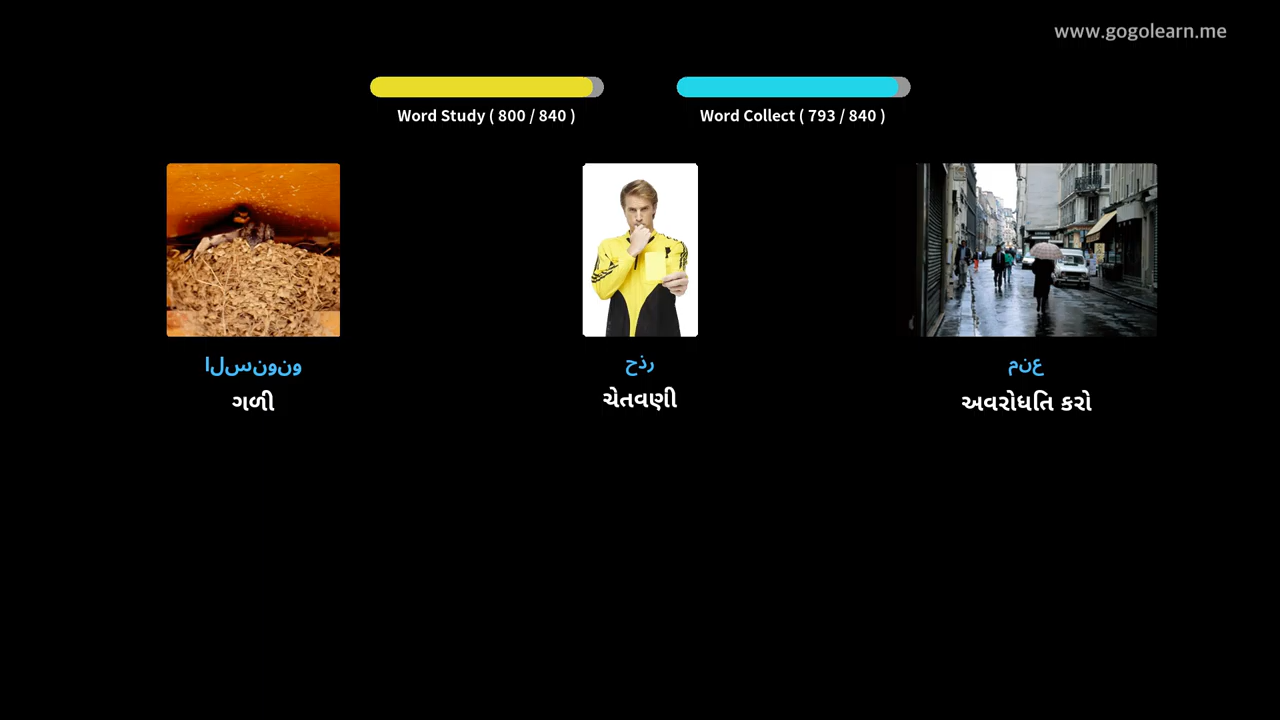 www.gogolearn.me
Word Study ( 800 / 840 )
Word Collect ( 793 / 840 )
السنونو
ગળી
حذر
ચેતવણી
منع
અવરોધતિ કરો